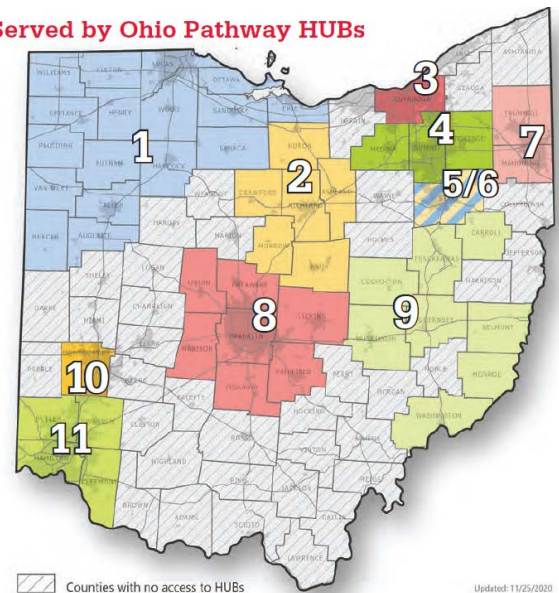 Served by Ohio Pathway HUBs
ASHTABULA
LAKE
WILLIAMS
FULTON
LUCAS
OTTAWA
3
GEAUGA
CUYAHOGA
DEFIANCE
HENRY
WOOD
SANDUSKY
ERIE
LORAIN
TRUMBULL
4
7
PAULDING
1
SENECA
HURON
MEDINA
SUMMIT
PORTAGE
MAHONING
PUTNAM
HANCOCK
2
5/6
VAN WERT
CRAWFORD
RICHLAND
ASHLAND
WAYNE
COLUMBIANA
WYANDOT
ALLEN
HARDIN
CARROLL
MERCER
AUGLAIZE
MARION
MORROW
HOLMES
TUSCARAWAS
JEFFERSON
LOGAN
KNOX
COSHOCTON
HARRISON
SHELBY
UNION
DELAWARE
DARKE
CHAMPAIGN
8
LICKING
9
MIAMI
GUERNSEY
BELMONT
FRANKLIN
MUSKINGUM
CLARK
MADISON
PREBLE
MONTGOMERY
10
FAIRFIELD
PERRY
NOBLE
MONROE
GREENE
PICKAWAY
MORGAN
FAYETTE
WASHINGTON
BUTLER
WARREN
HOCKING
11
CLINTON
ROSS
ATHENS
HAMILTON
VINTON
HIGHLAND
CLERMONT
PIKE
MEIGS
JACKSON
BROWN
ADAMS
SCIOTO
GALLIA
LAWRENCE
Counties with no access to HUBs
Updated: 11/25/2020